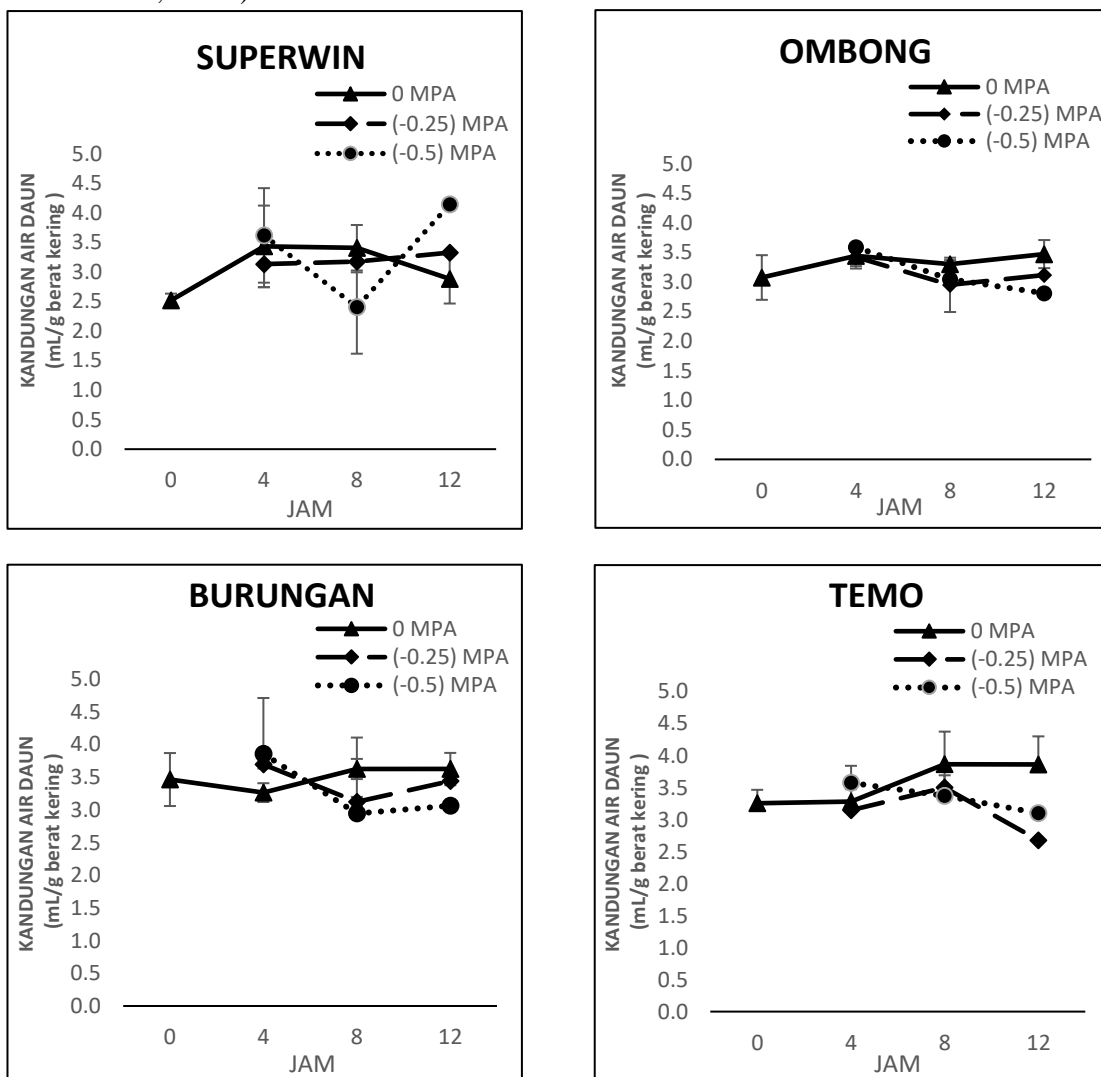 SUPERWIN
0 MPA
(-0.25) MPA
(-0.5) MPA
KANDUNGAN AIR DAUN
(mL/g berat kering )
5.0
4.5
4.0
3.5
3.0
2.5
2.0
1.5
1.0
0.5
0.0
0 4 8 12
JAM
OMBONG
0 MPA
(-0.25) MPA
(-0.5) MPA
KANDUNGAN AIR DAUN
(mL/g berat kering )
5.0
4.5
4.0
3.5
3.0
2.5
2.0
1.5
1.0
0.5
0.0
0 4 8 12
JAM
BURUNGAN
0 MPA
(-0.25) MPA
(-0.5) MPA
KANDUNGAN AIR DAUN
(mL/g berat kering )
5.0
4.5
4.0
3.5
3.0
2.5
2.0
1.5
1.0
0.5
0.0
0 4 8 12
JAM
TEMO
0 MPA
(-0.25) MPA
(-0.5) MPA
KANDUNGAN AIR DAUN
(mL/g berat kering )
5.0
4.5
4.0
3.5
3.0
2.5
2.0
1.5
1.0
0.5
0.0
0 4 8 12
JAM